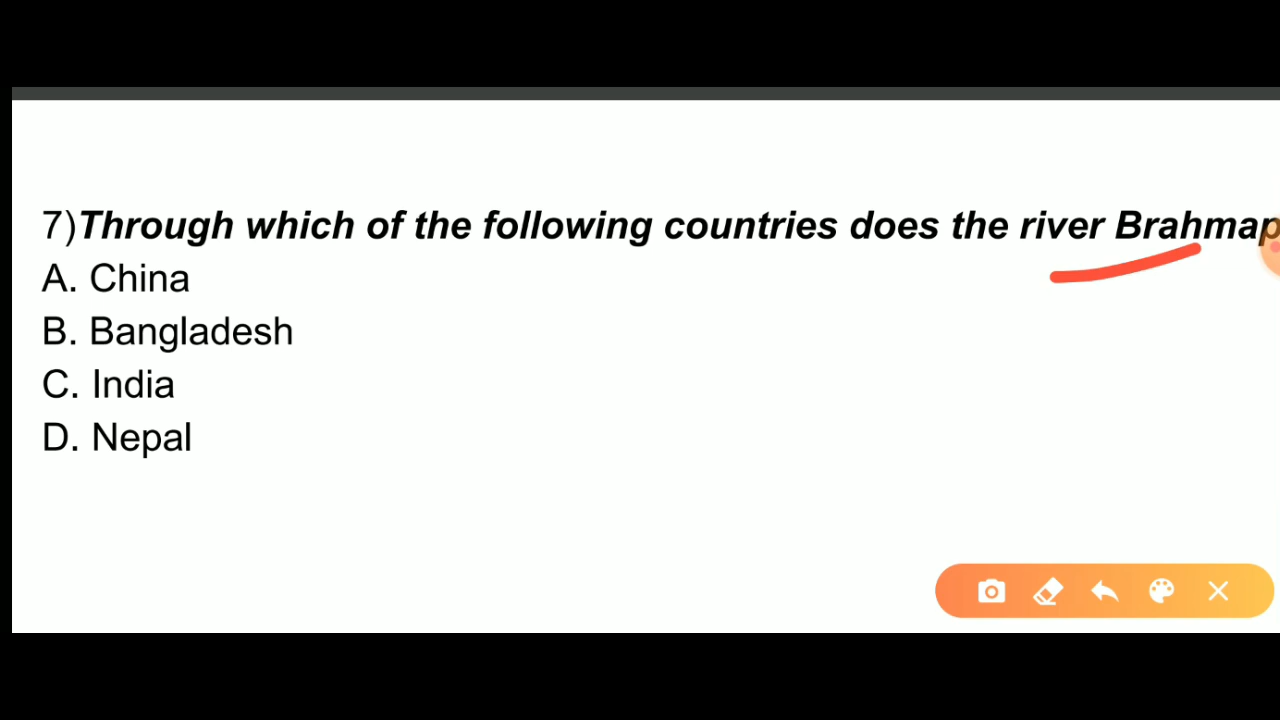 7)Through which of the following countries does the river Brahmap
A. China
B. Bangladesh
C. India
D. Nepal